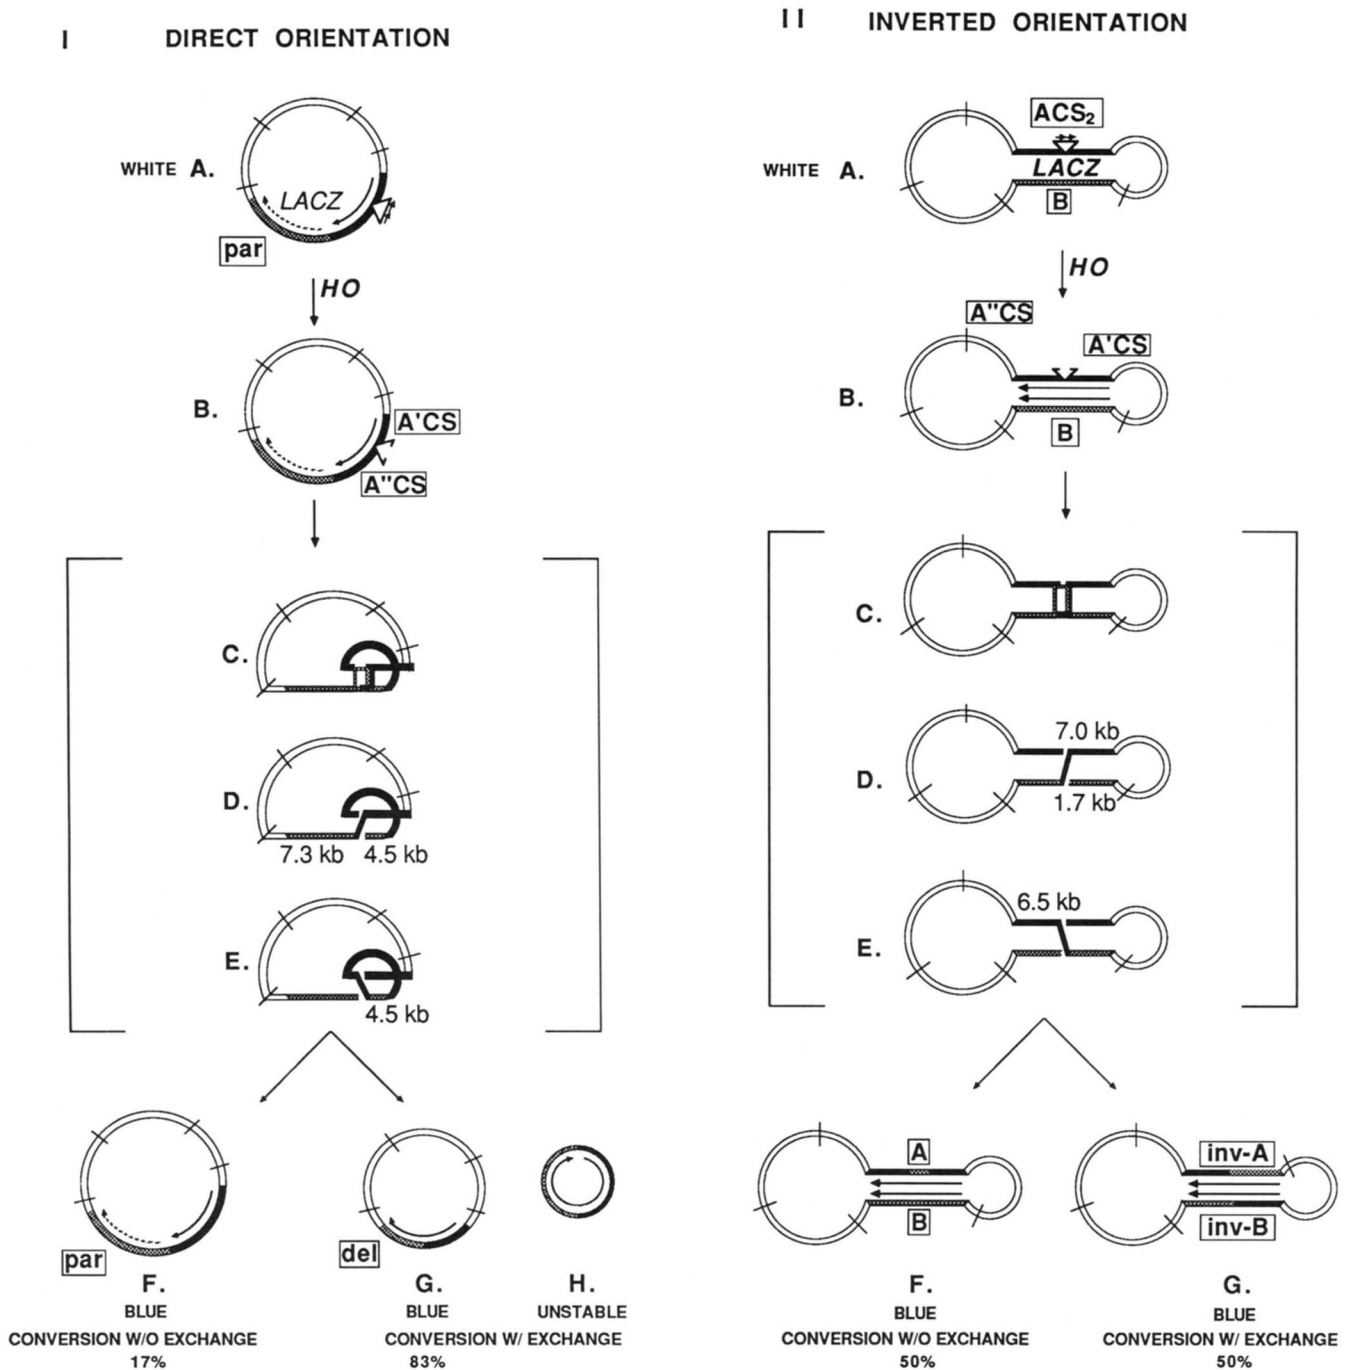 I DIRECT ORIENTATION
WHITE A.
LACZ
par
HO
B.
A'CS
A"CS
C.
D.
7.3 kb 4.5 kb
E.
4.5 kb
par
del
F. G. H.
BLUE BLUE UNSTABLE
CONVERSION W/O EXCHANGE CONVERSION W/ EXCHANGE
17% 83%
II INVERTED ORIENTATION
ACS₂
WHITE A.
LACZ
B
HO
A"CS
A'CS
B.
B
C.
7.0 kb
D.
1.7 kb
6.5 kb
E.
A inv-A
B inv-B
F. G.
BLUE BLUE
CONVERSION W/O EXCHANGE CONVERSION W/ EXCHANGE
50% 50%